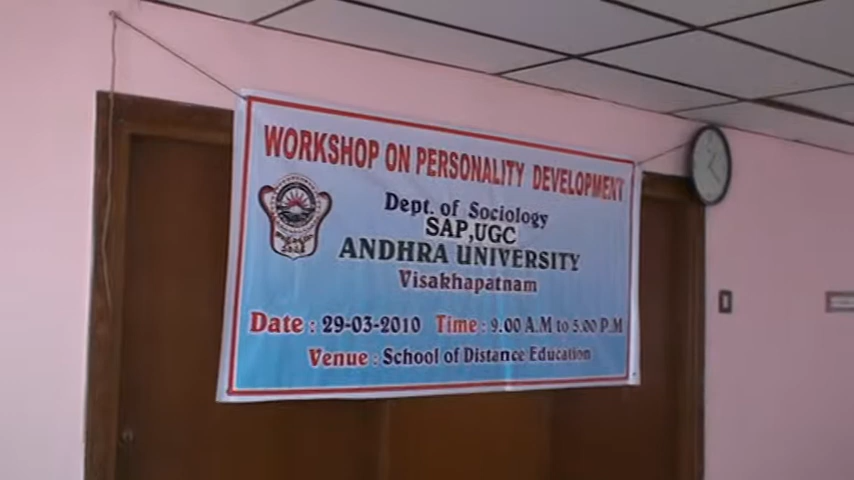 WORKSHOP ON PERSONALITY DEVELOPMENT
Dept. of Sociology
SAP,UGC
ANDHRA UNIVERSITY
Visakhapatnam
Date : 29-03-2010 Time : 9.00 A.M to 5.00 P.M
Venue : School of Distance Education